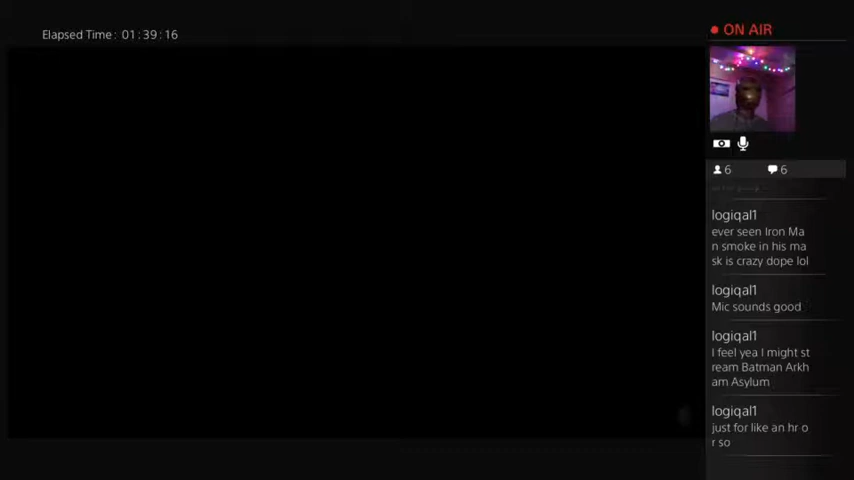 Elapsed Time: 01:39:16
ON AIR
6
6
logiqal1
ever seen Iron Ma
n smoke in his ma
sk is crazy dope lol
logiqal1
Mic sounds good
logiqal1
I feel yea I might st
ream Batman Arkh
am Asylum
logiqal1
just for like an hr o
r so